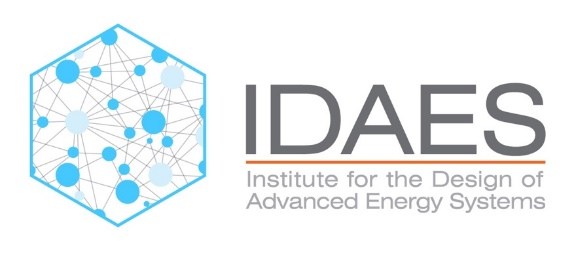 IDAES
Institute for the Design of
Advanced Energy Systems